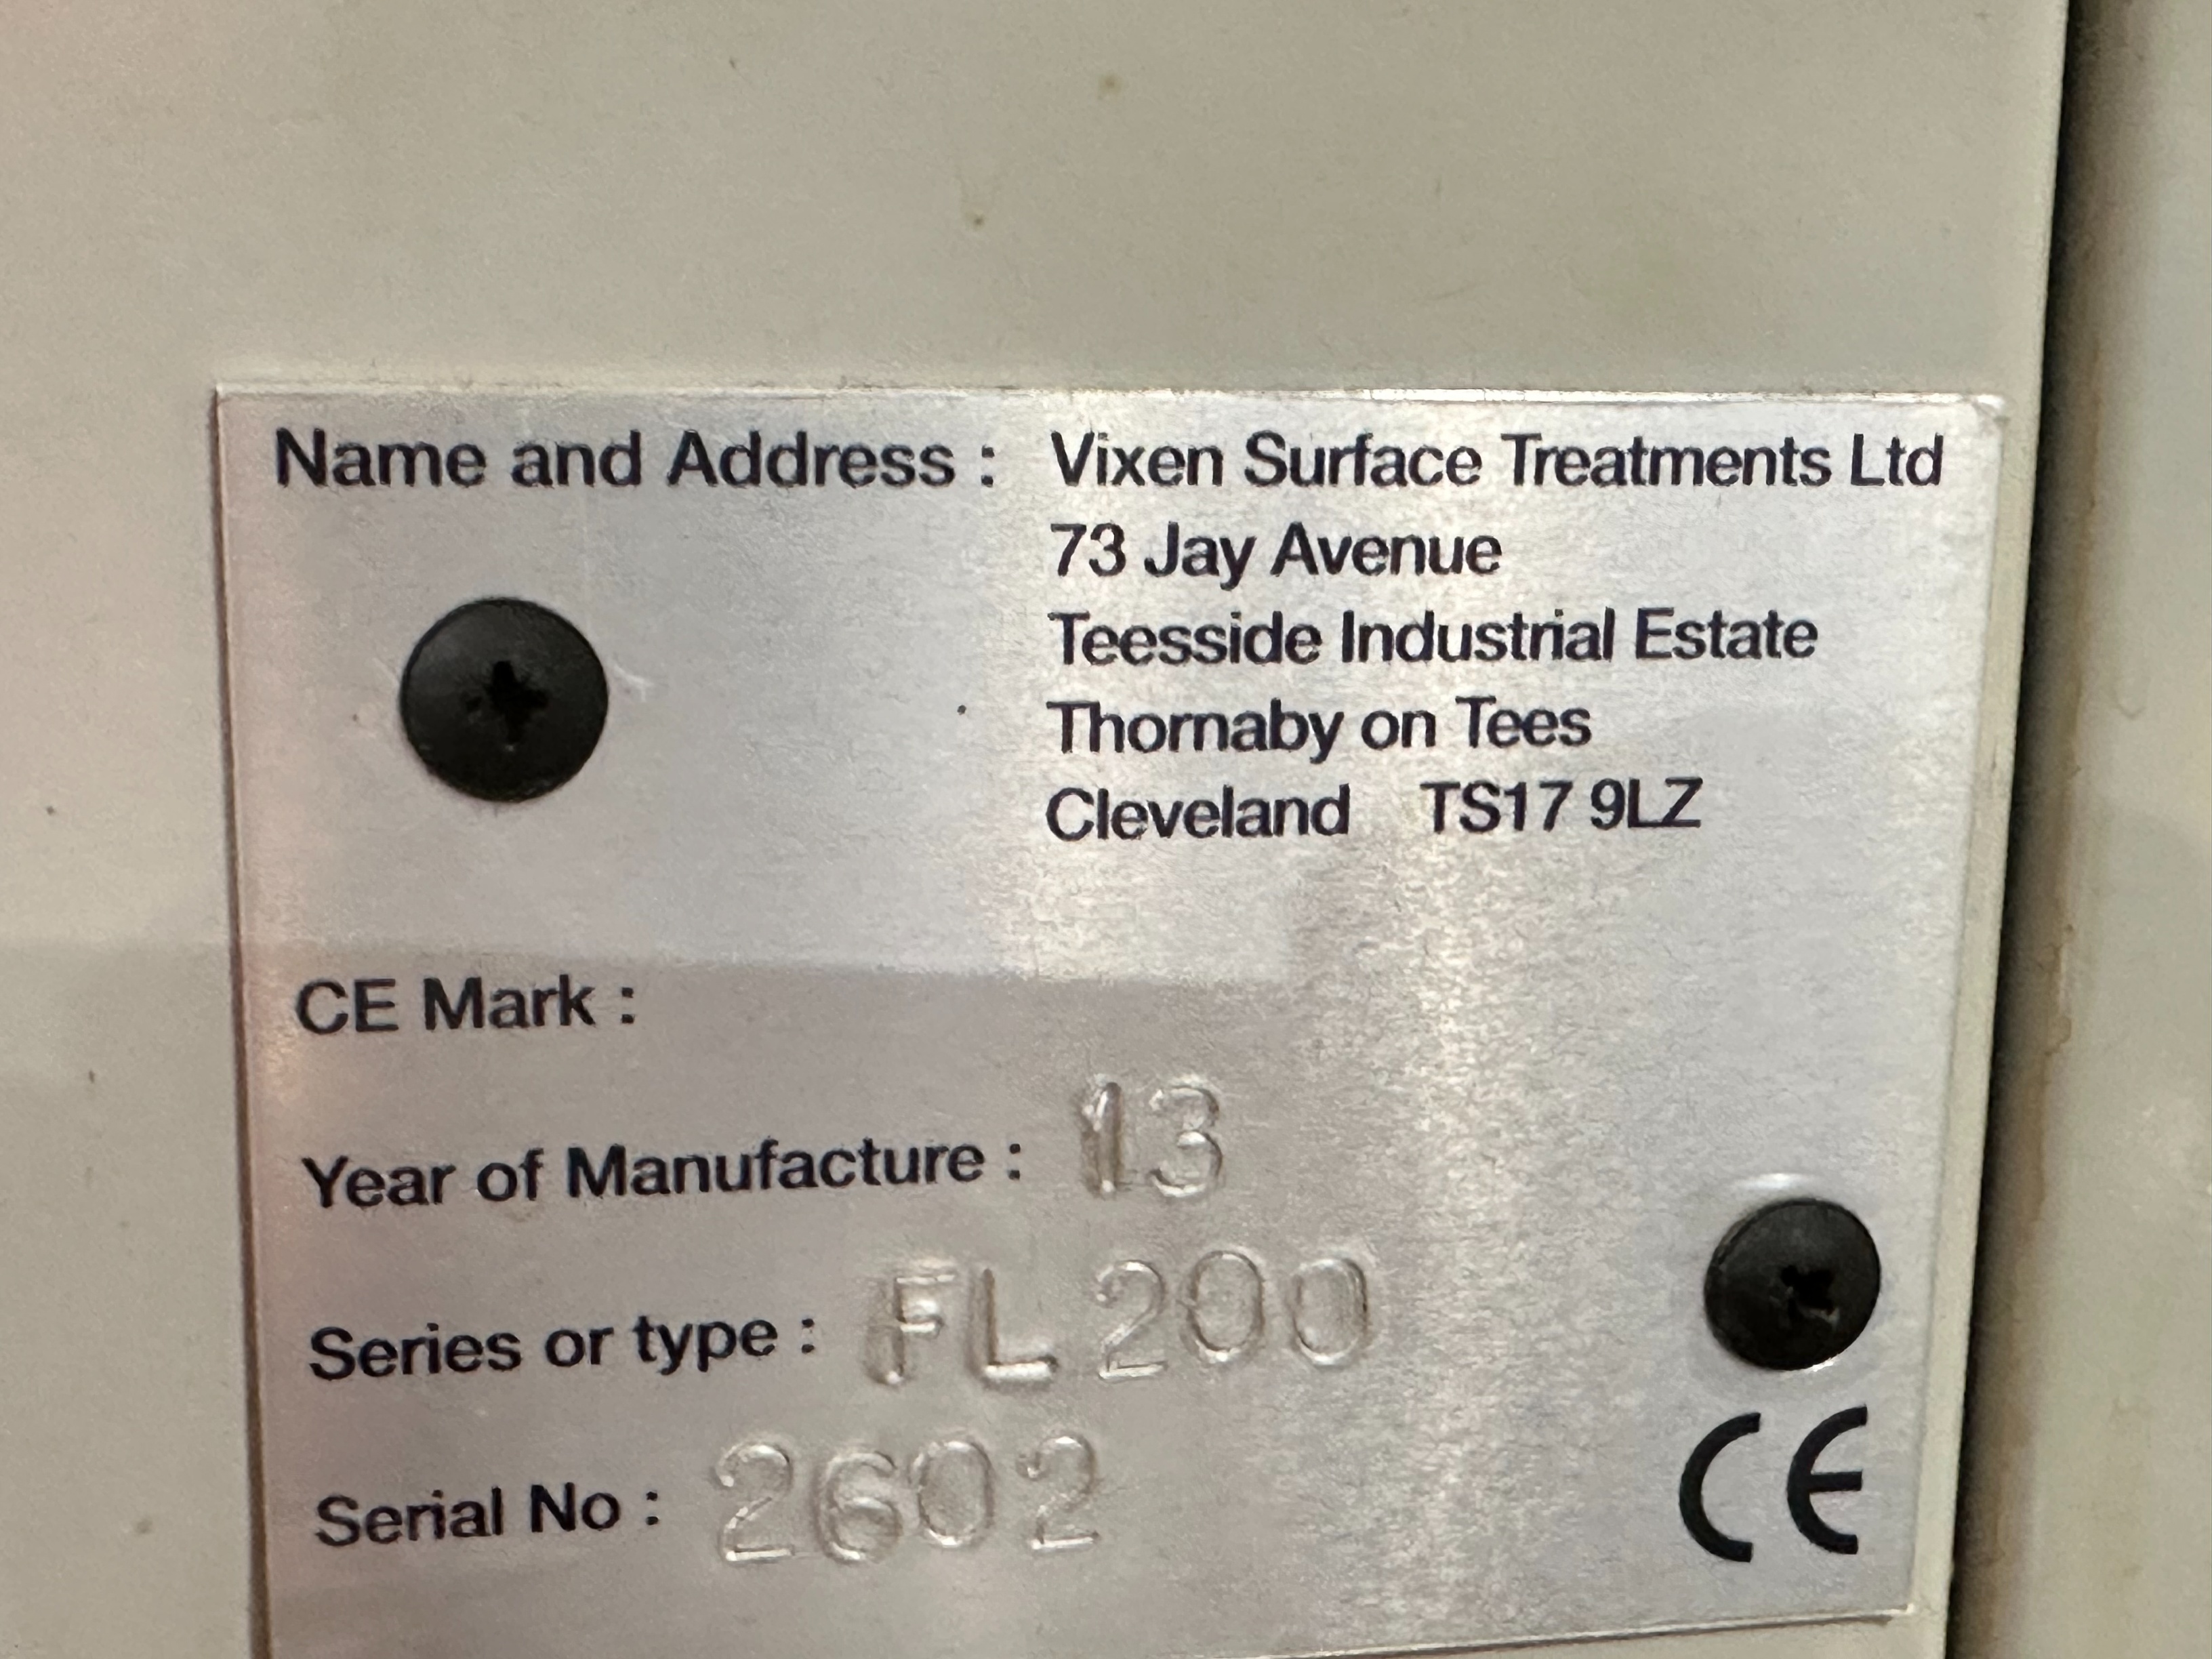 Name and Address : Vixen Surface Treatments Ltd
73 Jay Avenue
Teesside Industrial Estate
Thornaby on Tees
Cleveland TS17 9LZ
CE Mark :
Year of Manufacture : 13
Series or type : FL 200
Serial No : 2602
CE